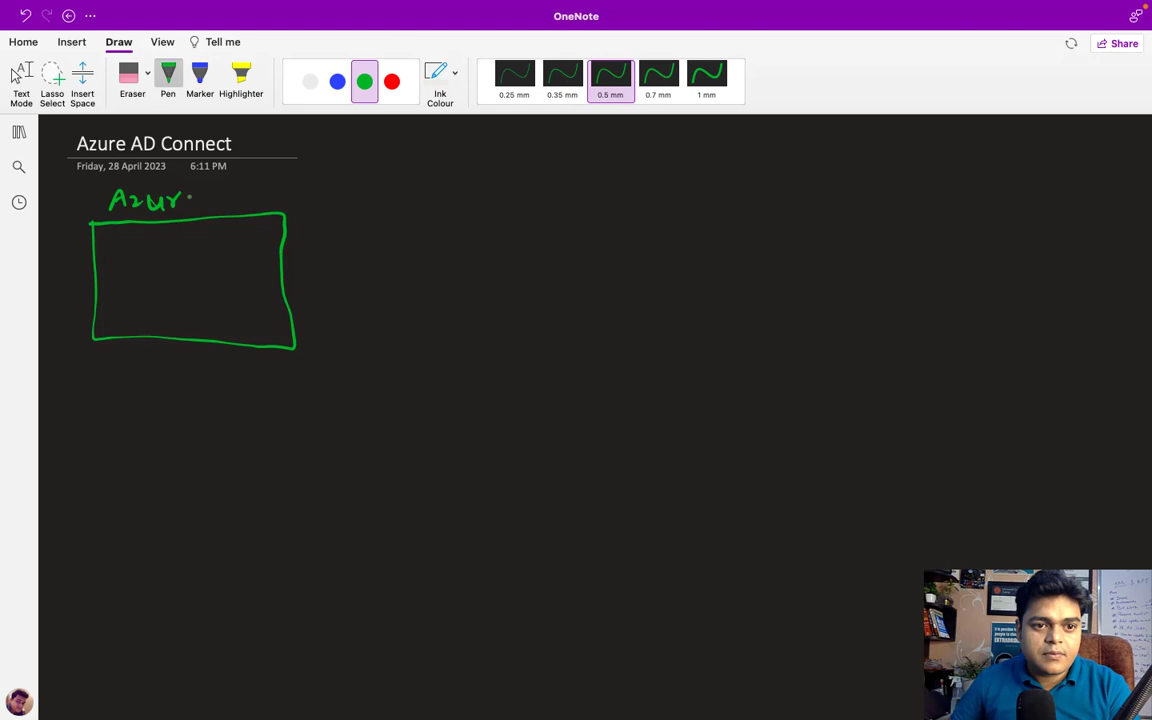 OneNote
Home Insert Draw View Tell me
Share
Text Mode
Lasso Select
Insert Space
Eraser
Pen
Marker
Highlighter
Ink Colour
0.25 mm 0.35 mm 0.5 mm 0.7 mm 1 mm
Azure AD Connect
Friday, 28 April 2023 6:11 PM
Azur
EXTRAORD